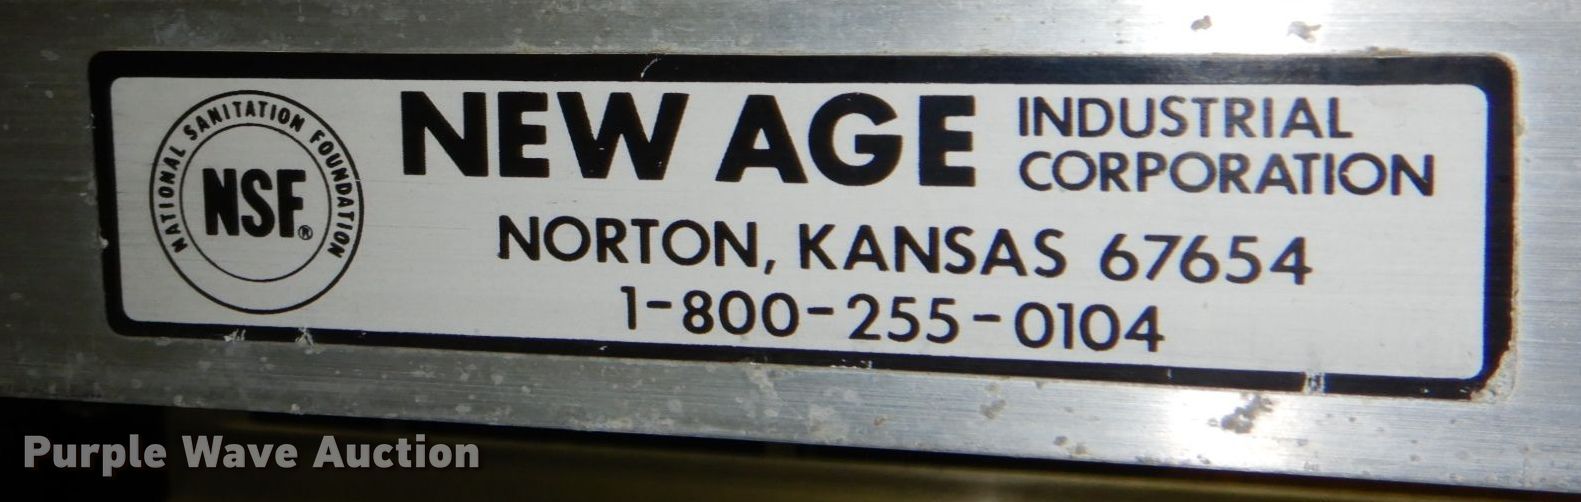 NATIONAL SANITATION FOUNDATION
NSF®
NEW AGE INDUSTRIAL CORPORATION
NORTON, KANSAS 67654
1-800-255-0104
Purple Wave Auction